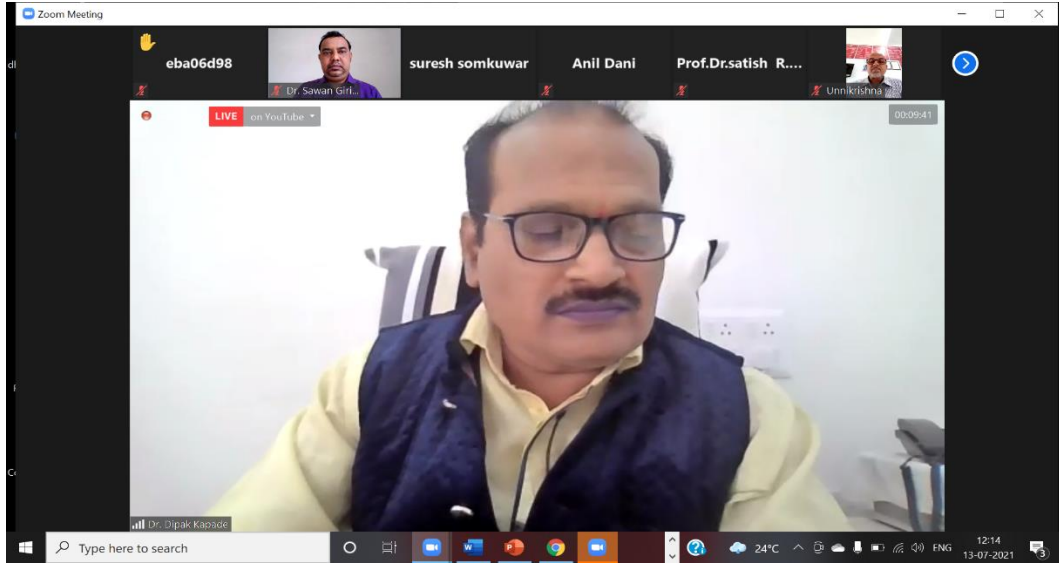 Zoom Meeting
eba06d98
Dr. Sawan Giri...
suresh somkuwar
Anil Dani
Prof.Dr.satish R....
Unnikrishna
LIVE on YouTube
00:09:41
Dr. Dipak Kapade
Type here to search
24°C
ENG
12:14
13-07-2021
3